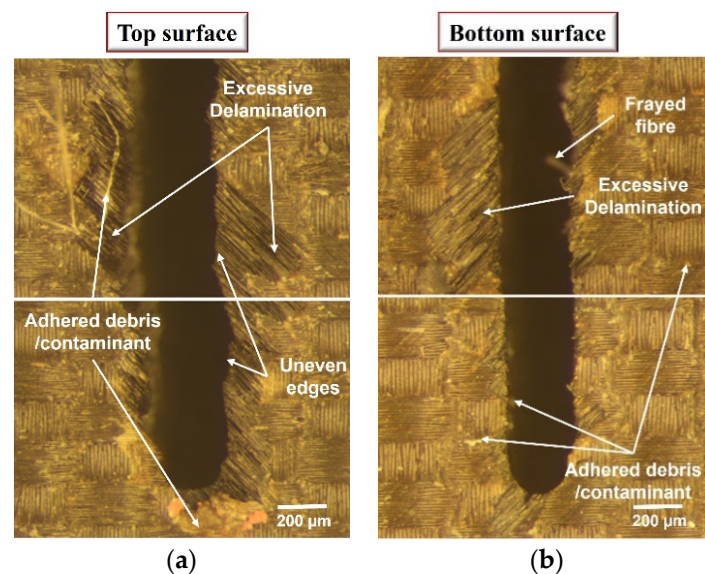 Top surface
Excessive
Delamination
Adhered debris
/contaminant
Uneven
edges
200 µm
(a)
Bottom surface
Frayed
fibre
Excessive
Delamination
Adhered debris
/contaminant
200 µm
(b)